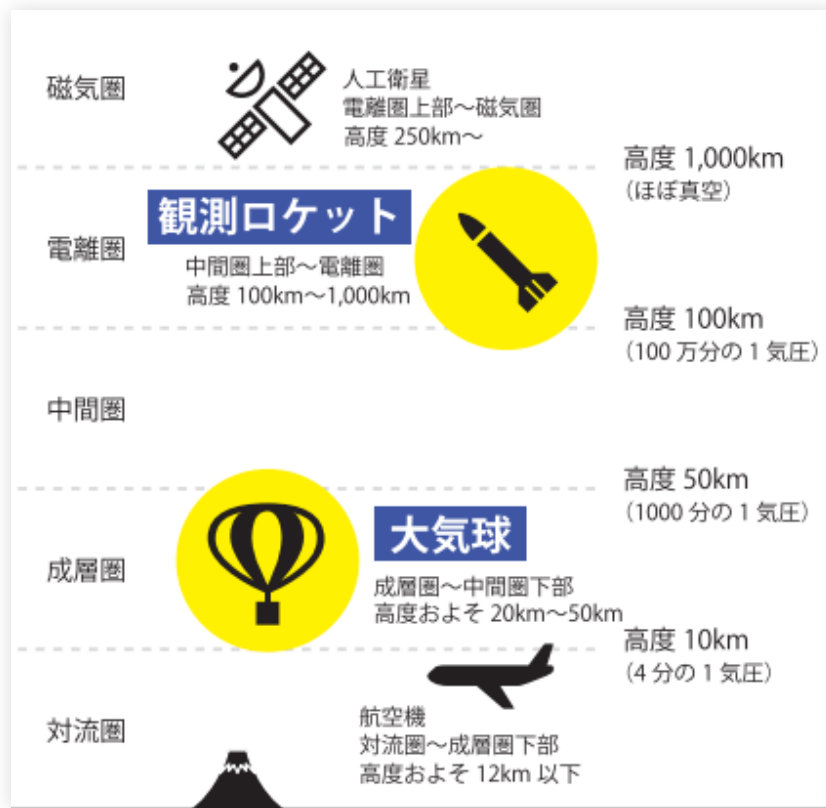 磁気圏
人工衛星
電離圏上部〜磁気圏
高度 250km〜
高度 1,000km
（ほぼ真空）
観測ロケット
電離圏
中間圏上部〜電離圏
高度 100km〜1,000km
高度 100km
（100 万分の 1 気圧）
中間圏
高度 50km
（1000 分の 1 気圧）
大気球
成層圏
成層圏〜中間圏下部
高度およそ 20km〜50km
高度 10km
（4 分の 1 気圧）
対流圏
航空機
対流圏〜成層圏下部
高度およそ 12km 以下